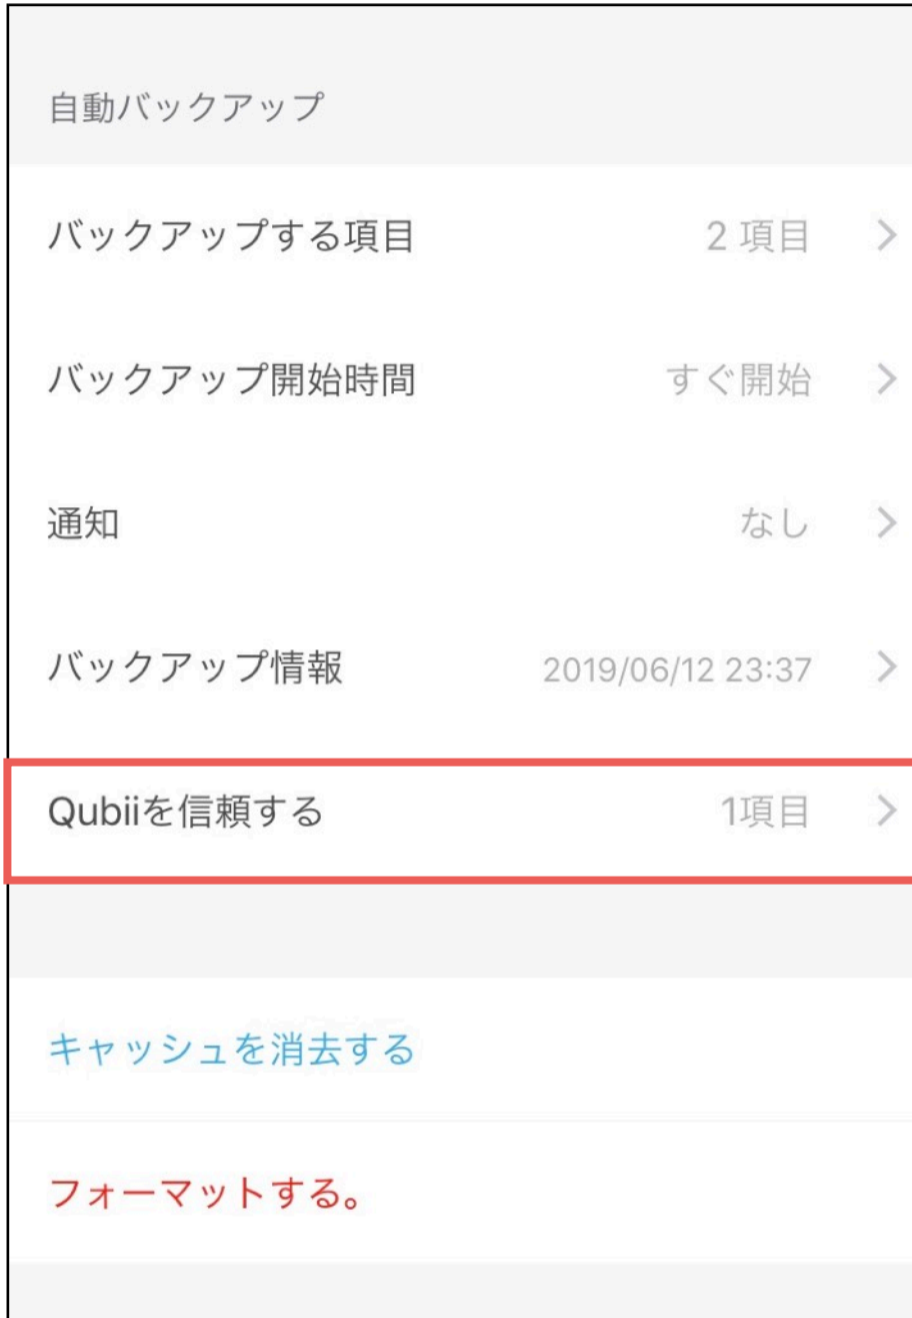 自動バックアップ
バックアップする項目 2 項目
バックアップ開始時間 すぐ開始
通知 なし
バックアップ情報 2019/06/12 23:37
Qubiiを信頼する 1項目
キャッシュを消去する
フォーマットする。